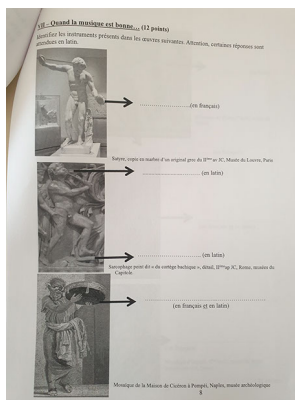 VII – Quand la musique est bonne… (12 points)
Identifiez les instruments présents dans les œuvres suivantes. Attention, certaines réponses sont
attendues en latin.
……………………(en français)
Satyre, copie en marbre d'un original grec du IIème av JC, Musée du Louvre, Paris
…………………… (en latin)
…………………… (en latin)
Sarcophage peint dit « du cortège bachique », détail, IIème ap JC, Rome, musées du
Capitole
………………………………………
(en français et en latin)
Mosaïque de la Maison de Cicéron à Pompéi, Naples, musée archéologique
8